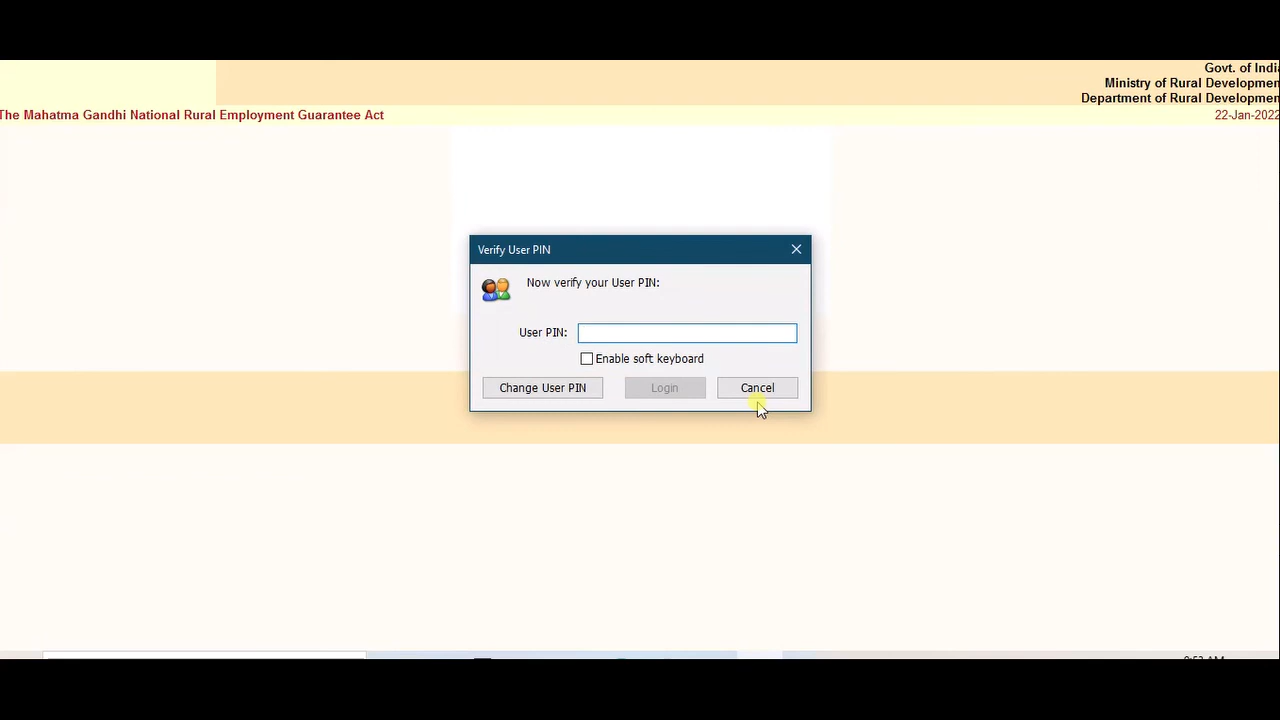 Govt. of India
Ministry of Rural Developmen
Department of Rural Developmen
The Mahatma Gandhi National Rural Employment Guarantee Act
22-Jan-2022
Verify User PIN
Now verify your User PIN:
User PIN:
Enable soft keyboard
Change User PIN
Login
Cancel